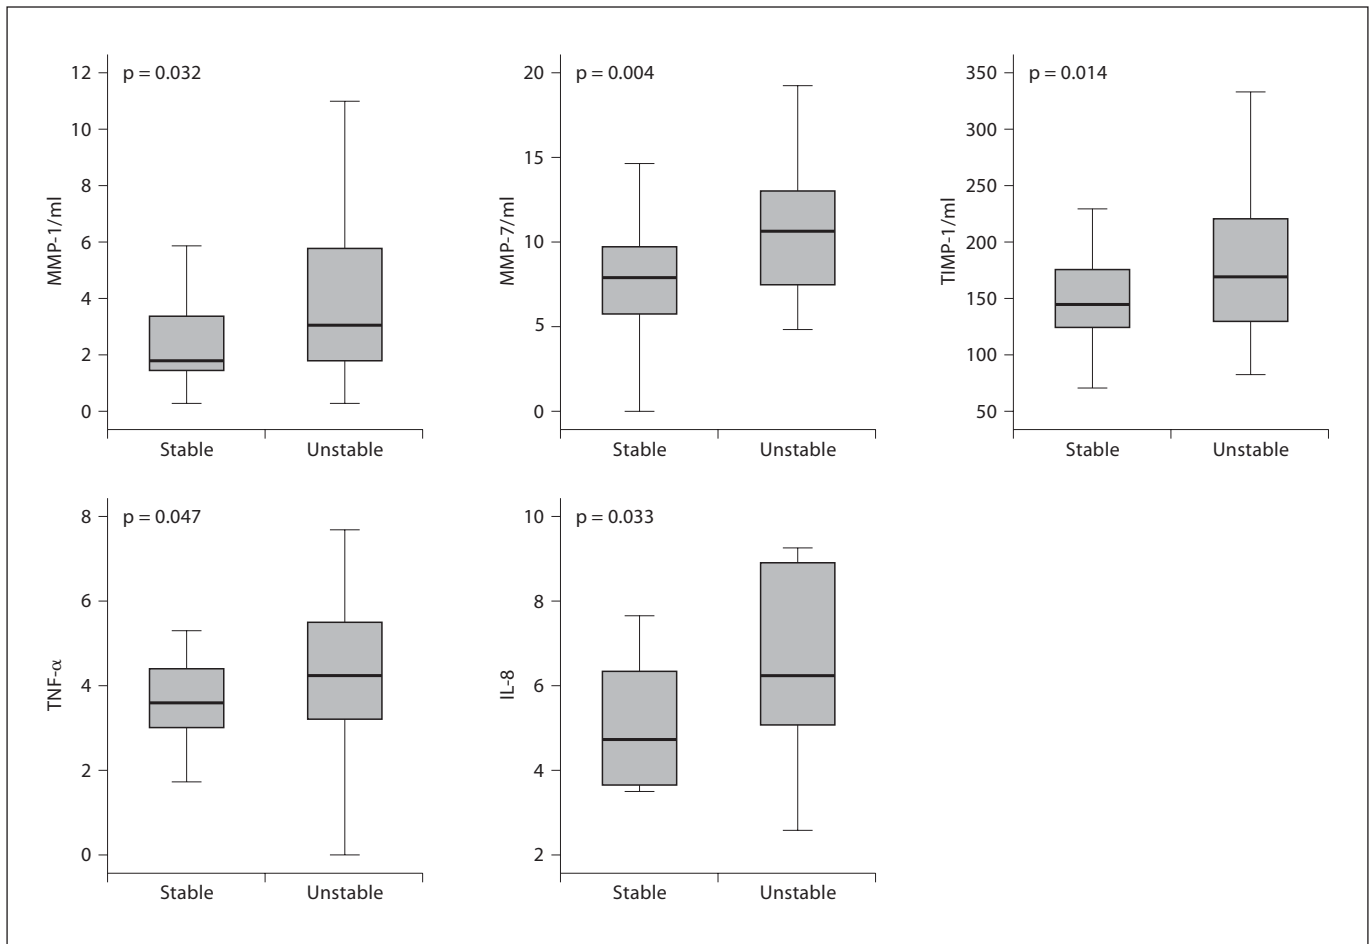 p = 0.032
MMP-1/ml
12
10
8
6
4
2
0
Stable Unstable
p = 0.004
MMP-7/ml
20
15
10
5
0
Stable Unstable
p = 0.014
TIMP-1/ml
350
300
250
200
150
100
50
Stable Unstable
p = 0.047
TNF-α
8
6
4
2
0
Stable Unstable
p = 0.033
IL-8
10
8
6
4
2
Stable Unstable